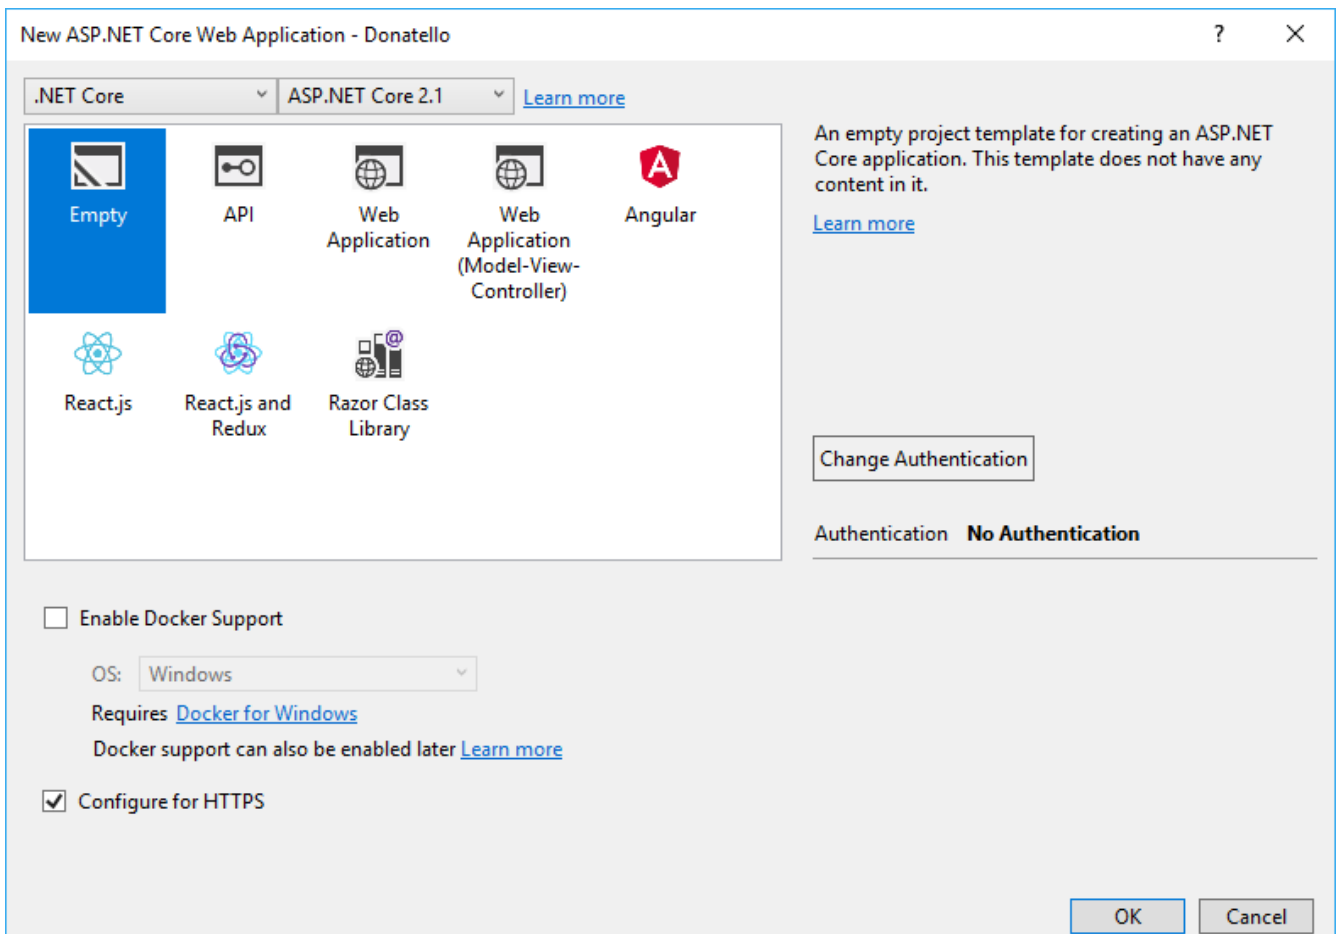 New ASP.NET Core Web Application - Donatello
?
.NET Core
ASP.NET Core 2.1
Learn more
Empty
API
Web
Application
Web
Application
(Model-View-
Controller)
Angular
React.js
React.js and
Redux
Razor Class
Library
An empty project template for creating an ASP.NET
Core application. This template does not have any
content in it.
Learn more
Change Authentication
Authentication No Authentication
Enable Docker Support
OS: Windows
Requires Docker for Windows
Docker support can also be enabled later Learn more
Configure for HTTPS
OK
Cancel